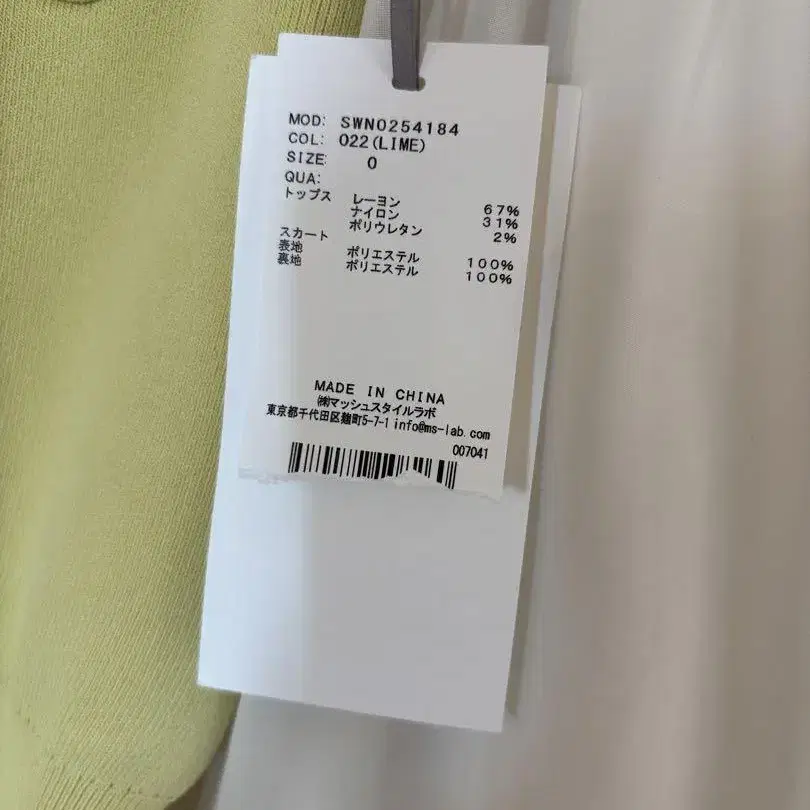 MOD: SWN0254184
COL: 022(LIME)
SIZE: 0
QUA:
トップス レーヨン 67%
ナイロン 31%
ポリウレタン 2%
スカート
表地 ポリエステル 100%
裏地 ポリエステル 100%
MADE IN CHINA
㈱マッシュスタイルラボ
東京都千代田区麹町5-7-1 info@ms-lab.com
007041